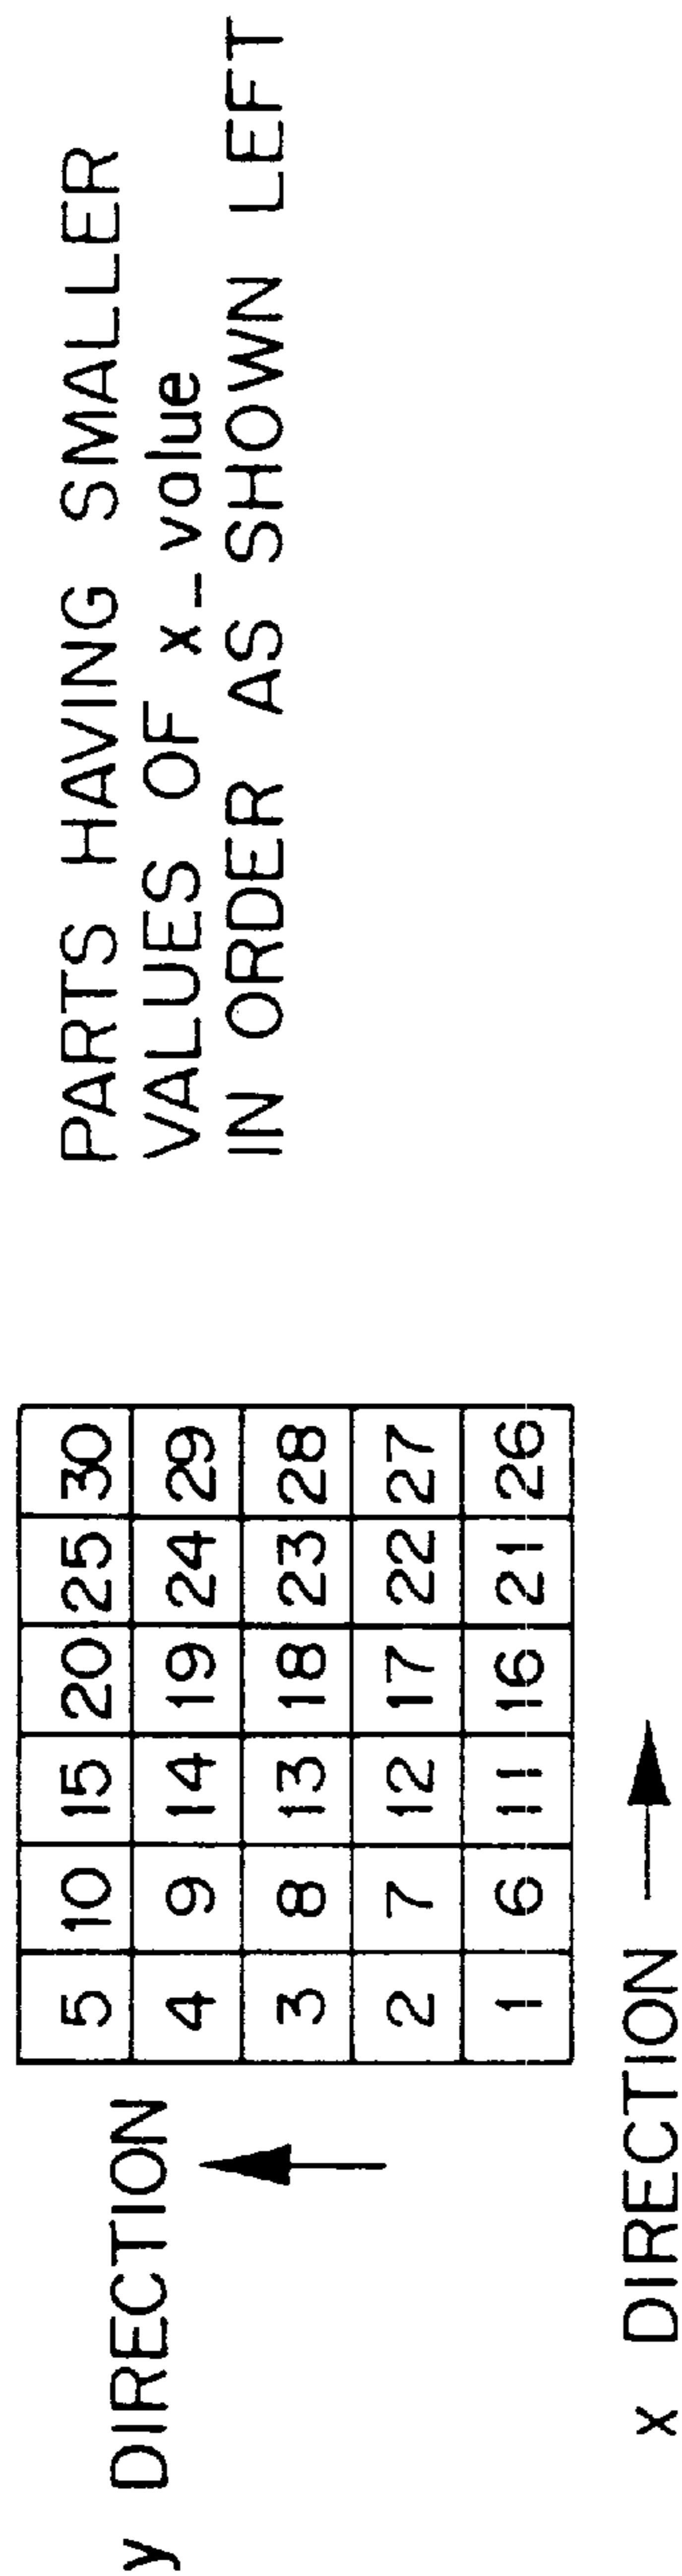 y DIRECTION
5 10 15 20 25 30
4 9 14 19 24 29
3 8 13 18 23 28
2 7 12 17 22 27
1 6 11 16 21 26
x DIRECTION
PARTS HAVING SMALLER
VALUES OF x_value
IN ORDER AS SHOWN LEFT